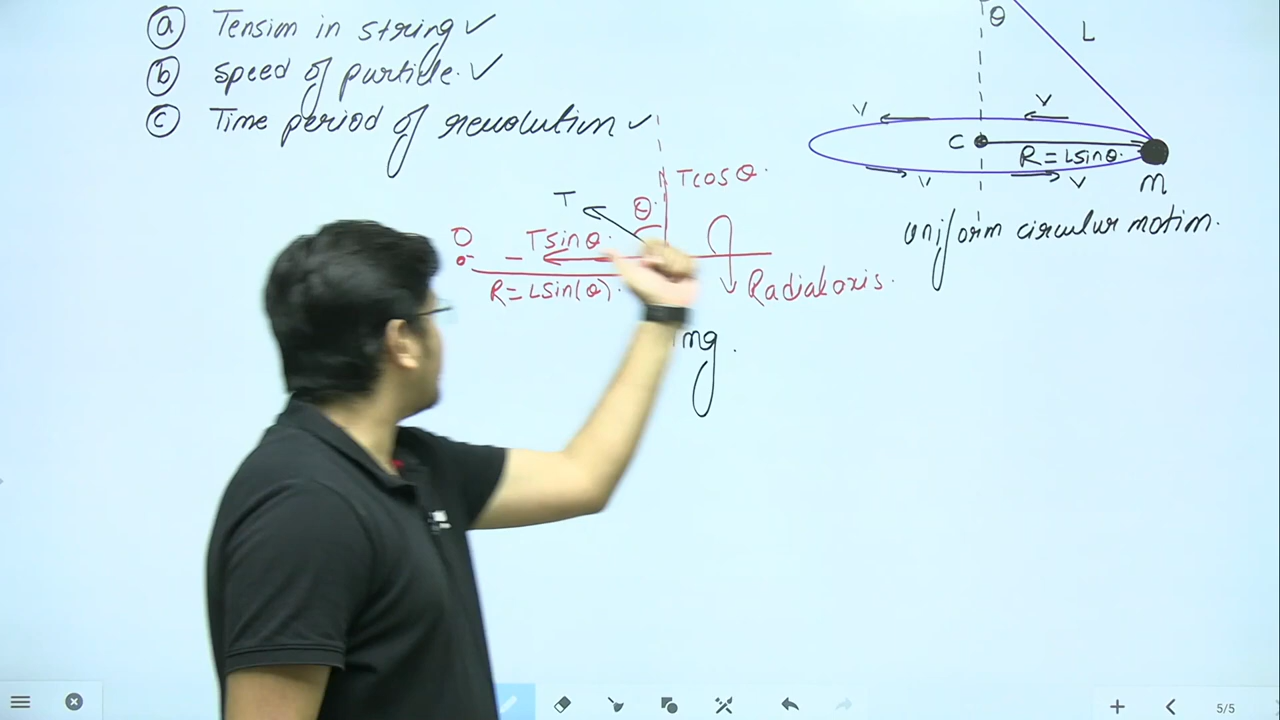 ⓐ Tension in string ✓
ⓑ speed of particle. ✓
ⓒ Time period of revolution ✓
θ
L
V
V
C
R = Lsinθ.
V
V
m
uniform circular motion.
Tcosθ.
T
θ.
O
Tsinθ.
R = Lsin(θ).
Radial axis.
mg.
5/5